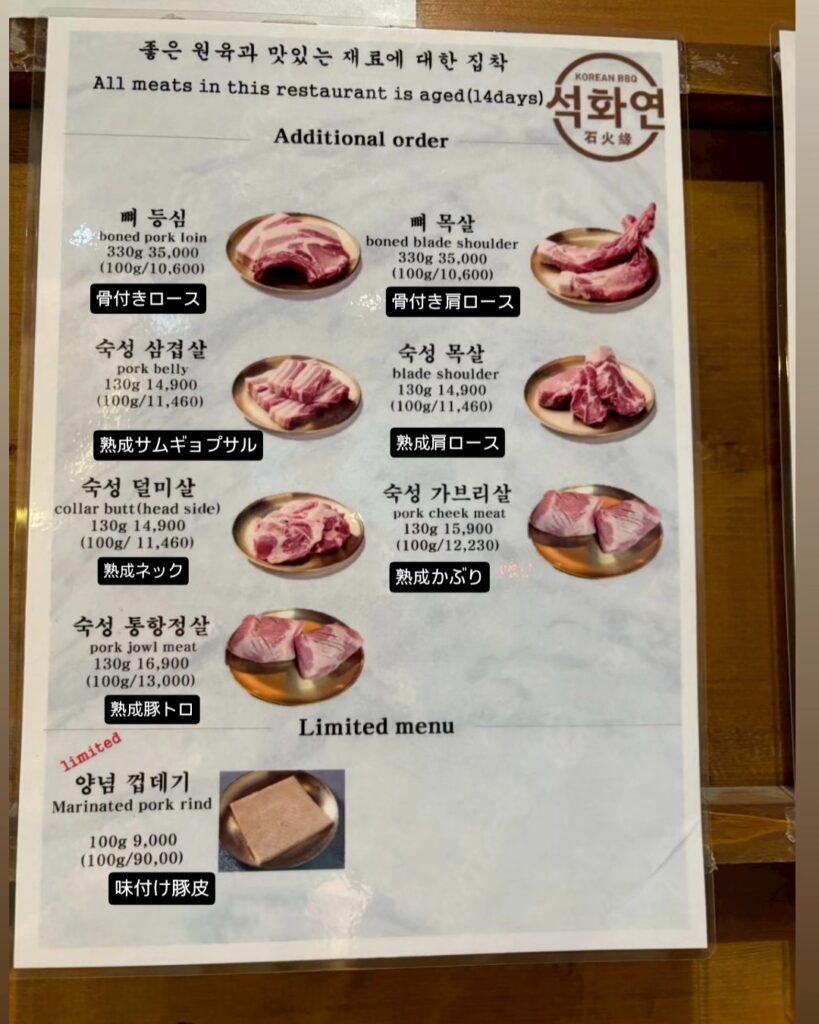 좋은 원육과 맛있는 재료에 대한 집착
All meats in this restaurant is aged(14days)
KOREAN BBQ
석화연
石火緣
Additional order
뼈 등심
boned pork loin
330g 35,000
(100g/10,600)
骨付きロース
뼈 목살
boned blade shoulder
330g 35,000
(100g/10,600)
骨付き肩ロース
숙성 삼겹살
pork belly
130g 14,900
(100g/11,460)
熟成サムギョプサル
숙성 목살
blade shoulder
130g 14,900
(100g/11,460)
熟成肩ロース
숙성 덜미살
collar butt(head side)
130g 14,900
(100g/ 11,460)
熟成ネック
숙성 가브리살
pork cheek meat
130g 15,900
(100g/12,230)
熟成かぶり
숙성 통항정살
pork jowl meat
130g 16,900
(100g/13,000)
熟成豚トロ
Limited menu
limited
양념 껍데기
Marinated pork rind
100g 9,000
(100g/90,00)
味付け豚皮